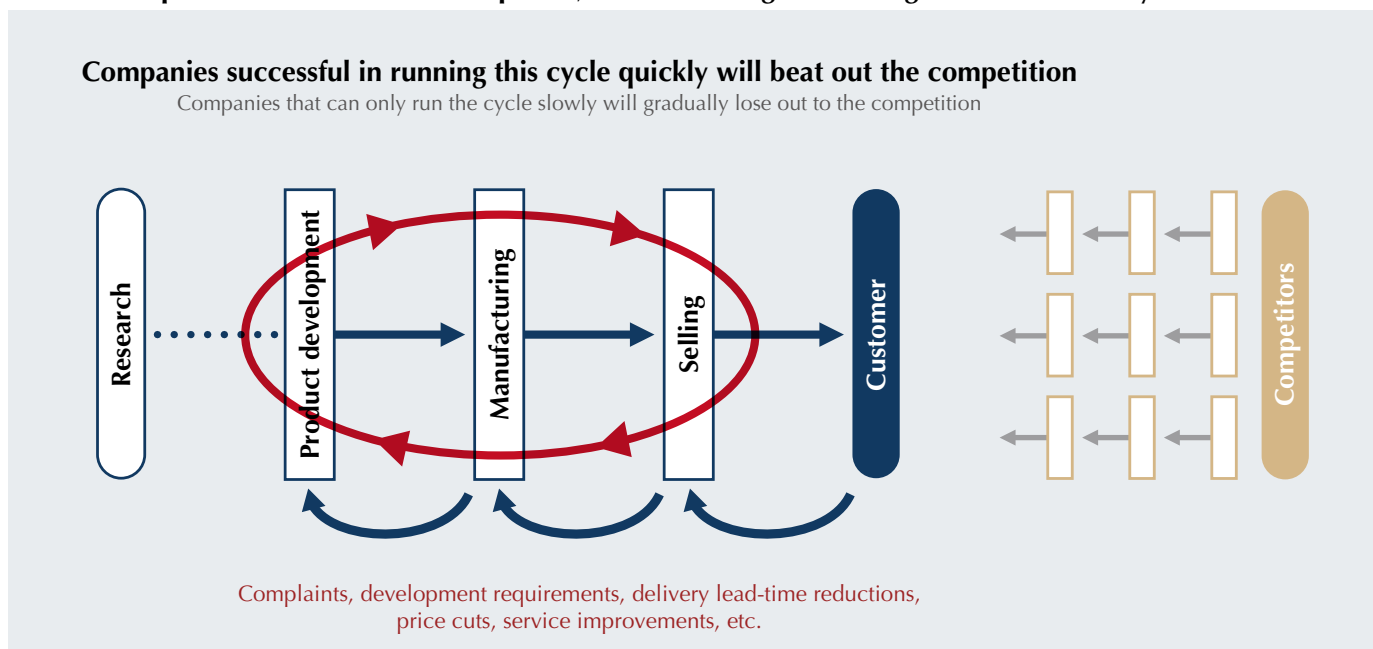 Companies successful in running this cycle quickly will beat out the competition
Companies that can only run the cycle slowly will gradually lose out to the competition
Research
Product development
Manufacturing
Selling
Customer
Competitors
Complaints, development requirements, delivery lead-time reductions,
price cuts, service improvements, etc.